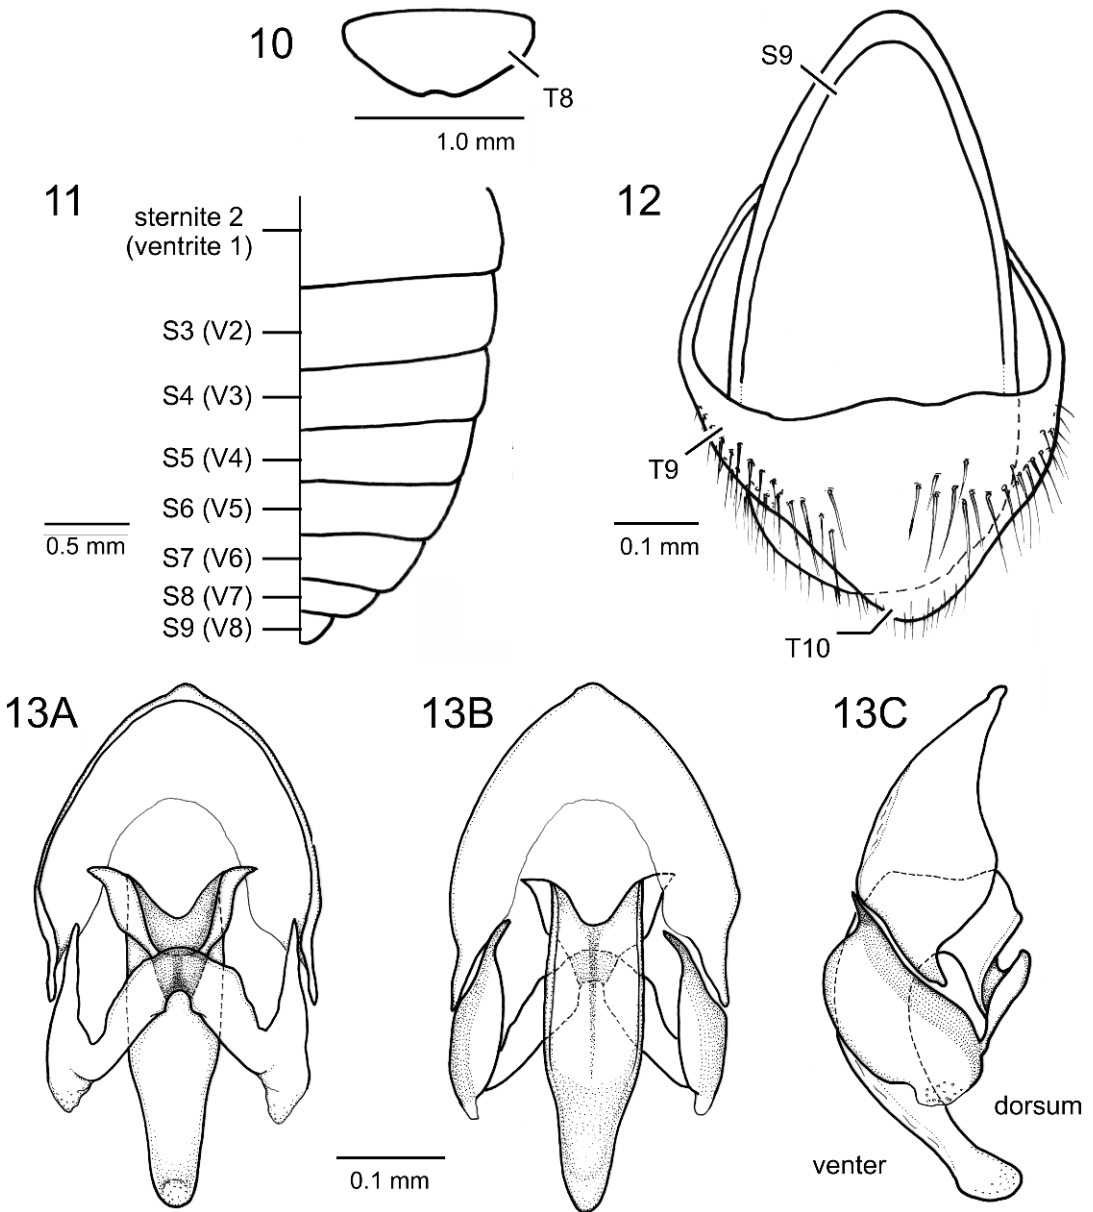 10
T8
1.0 mm
S9
11
12
sternite 2
(ventrite 1)
S3 (V2)
S4 (V3)
S5 (V4)
S6 (V5)
S7 (V6)
S8 (V7)
S9 (V8)
0.5 mm
T9
0.1 mm
T10
13A
13B
13C
dorsum
venter
0.1 mm